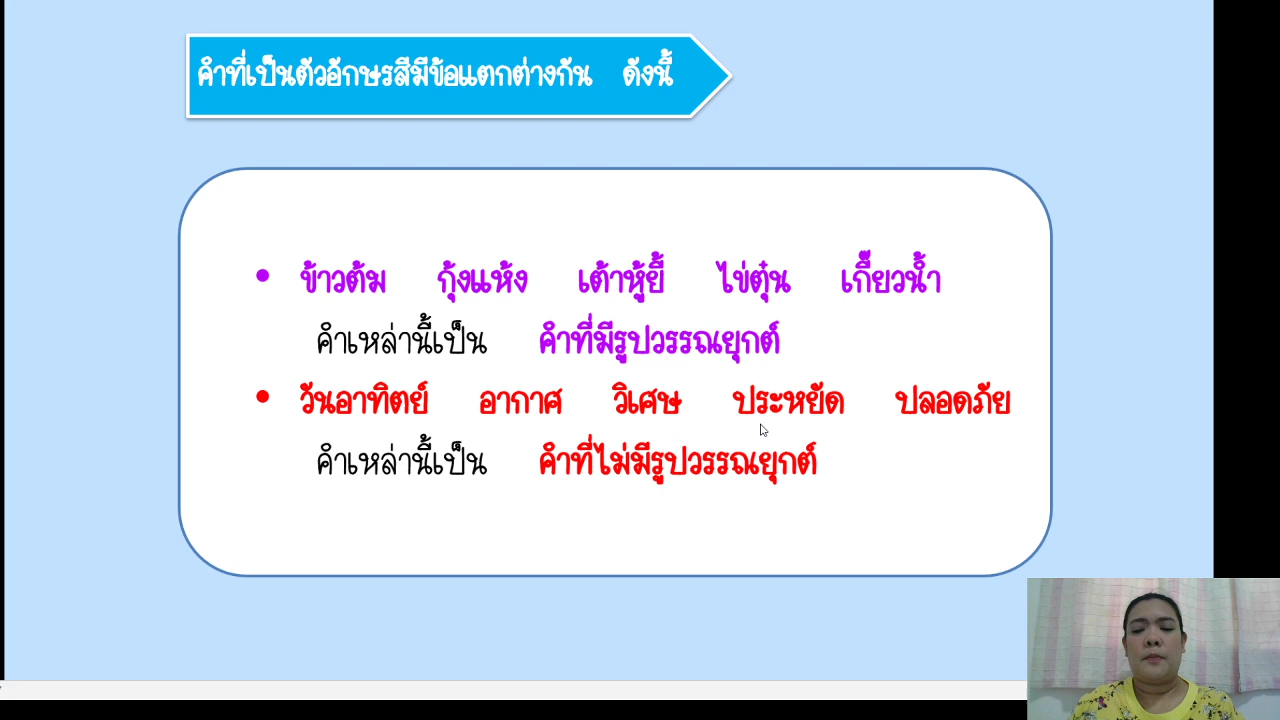 คำที่เป็นตัวอักษรสีมีข้อแตกต่างกัน ดังนี้
• ข้าวต้ม กุ้งแห้ง เต้าหู้ยี้ ไข่ตุ๋น เกี๊ยวน้ำ
คำเหล่านี้เป็น คำที่มีรูปวรรณยุกต์
• วันอาทิตย์ อากาศ วิเศษ ประหยัด ปลอดภัย
คำเหล่านี้เป็น คำที่ไม่มีรูปวรรณยุกต์